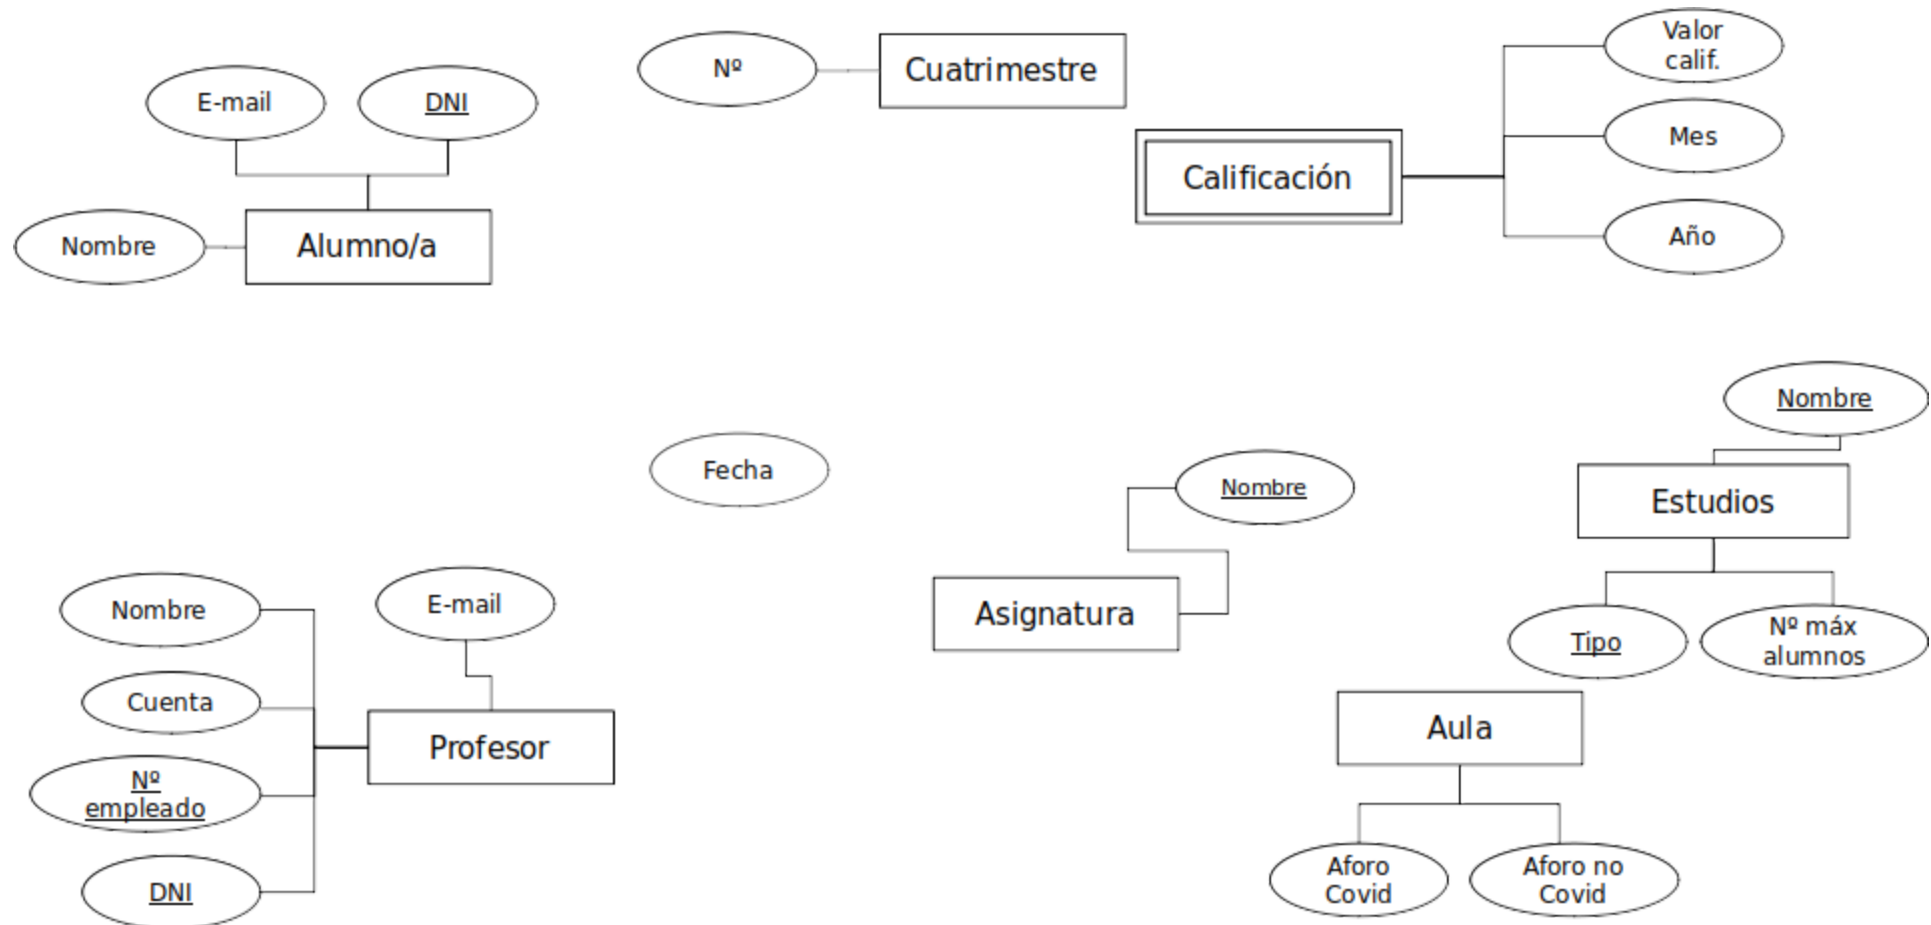 Valor
calif.
Nº
Cuatrimestre
E-mail
DNI
Mes
Calificación
Año
Nombre
Alumno/a
Nombre
Fecha
Nombre
Estudios
Nombre
E-mail
Asignatura
Tipo
Nº máx
alumnos
Cuenta
Profesor
Aula
Nº
empleado
DNI
Aforo
Covid
Aforo no
Covid